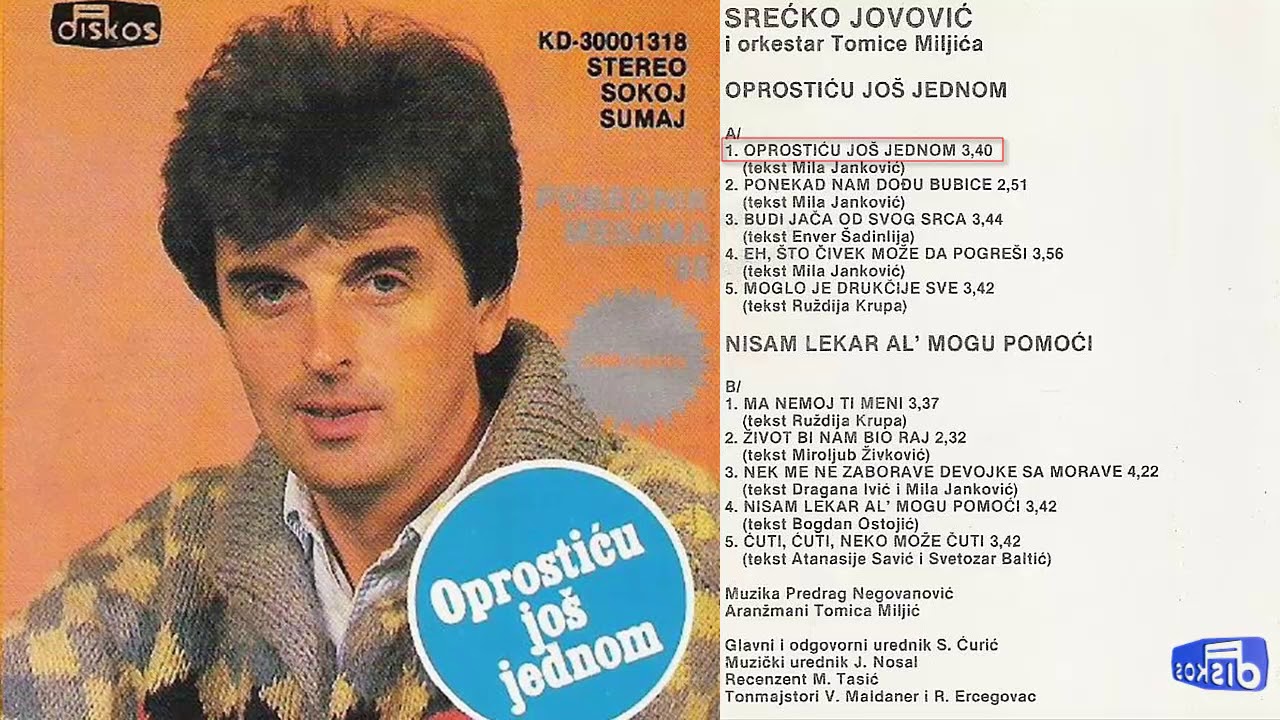 diskos
KD-30001318
STEREO
SOKOJ
SUMAJ
POBEDNIK
MESAMA
'85
Oprostiću
još
jednom
SREĆKO JOVOVIĆ
i orkestar Tomice Miljića
OPROSTIĆU JOŠ JEDNOM
A/
1. OPROSTIĆU JOŠ JEDNOM 3,40
(tekst Mila Janković)
2. PONEKAD NAM DOĐU BUBICE 2,51
(tekst Mila Janković)
3. BUDI JAČA OD SVOG SRCA 3,44
(tekst Enver Šadinlija)
4. EH, ŠTO ČIVEK MOŽE DA POGREŠI 3,56
(tekst Mila Janković)
5. MOGLO JE DRUKČIJE SVE 3,42
(tekst Ruždija Krupa)
NISAM LEKAR AL' MOGU POMOĆI
B/
1. MA NEMOJ TI MENI 3,37
(tekst Ruždija Krupa)
2. ŽIVOT BI NAM BIO RAJ 2,32
(tekst Miroljub Živković)
3. NEK ME NE ZABORAVE DEVOJKE SA MORAVE 4,22
(tekst Dragana Ivić i Mila Janković)
4. NISAM LEKAR AL' MOGU POMOĆI 3,42
(tekst Bogdan Ostojić)
5. ĆUTI, ĆUTI, NEKO MOŽE ČUTI 3,42
(tekst Atanasije Savić i Svetozar Baltić)
Muzika Predrag Negovanović
Aranžmani Tomica Miljić
Glavni i odgovorni urednik S. Ćurić
Muzički urednik J. Nosal
Recenzent M. Tasić
Tonmajstori V. Maldaner i R. Ercegovac
diskos